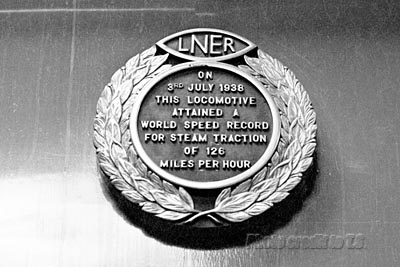 LNER
ON
3RD JULY 1938
THIS LOCOMOTIVE
ATTAINED A
WORLD SPEED RECORD
FOR STEAM TRACTION
OF 126
MILES PER HOUR